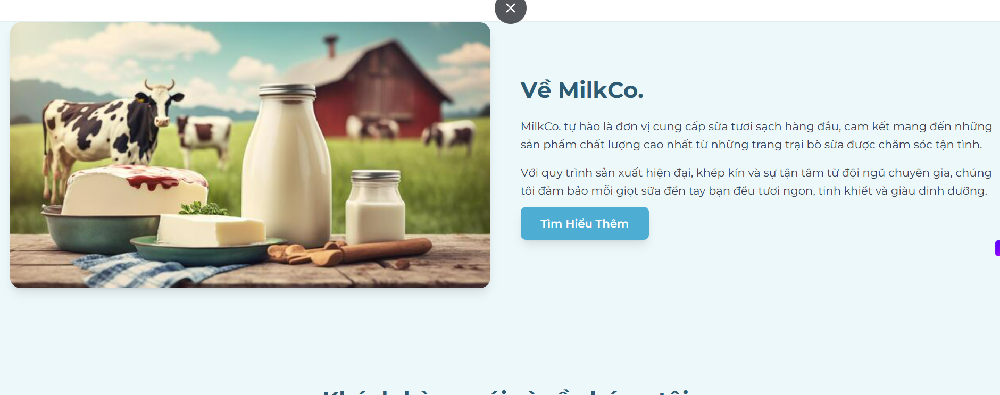 Về MilkCo.
MilkCo. tự hào là đơn vị cung cấp sữa tươi sạch hàng đầu, cam kết mang đến những
sản phẩm chất lượng cao nhất từ những trang trại bò sữa được chăm sóc tận tình.
Với quy trình sản xuất hiện đại, khép kín và sự tận tâm từ đội ngũ chuyên gia, chúng
tôi đảm bảo mỗi giọt sữa đến tay bạn đều tươi ngon, tinh khiết và giàu dinh dưỡng.
Tìm Hiểu Thêm